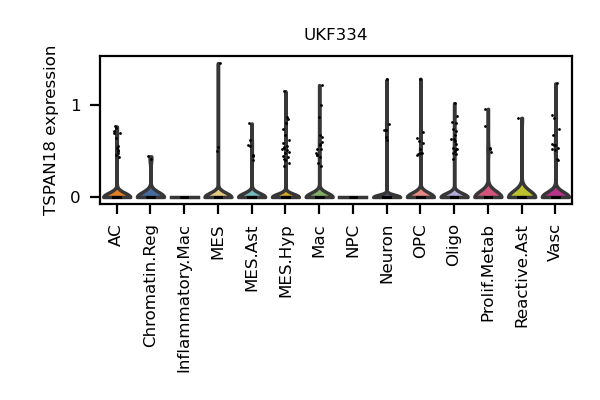 UKF334
TSPAN18 expression
1
0
AC
Chromatin.Reg
Inflammatory.Mac
MES
MES.Ast
MES.Hyp
Mac
NPC
Neuron
OPC
Oligo
Prolif.Metab
Reactive.Ast
Vasc